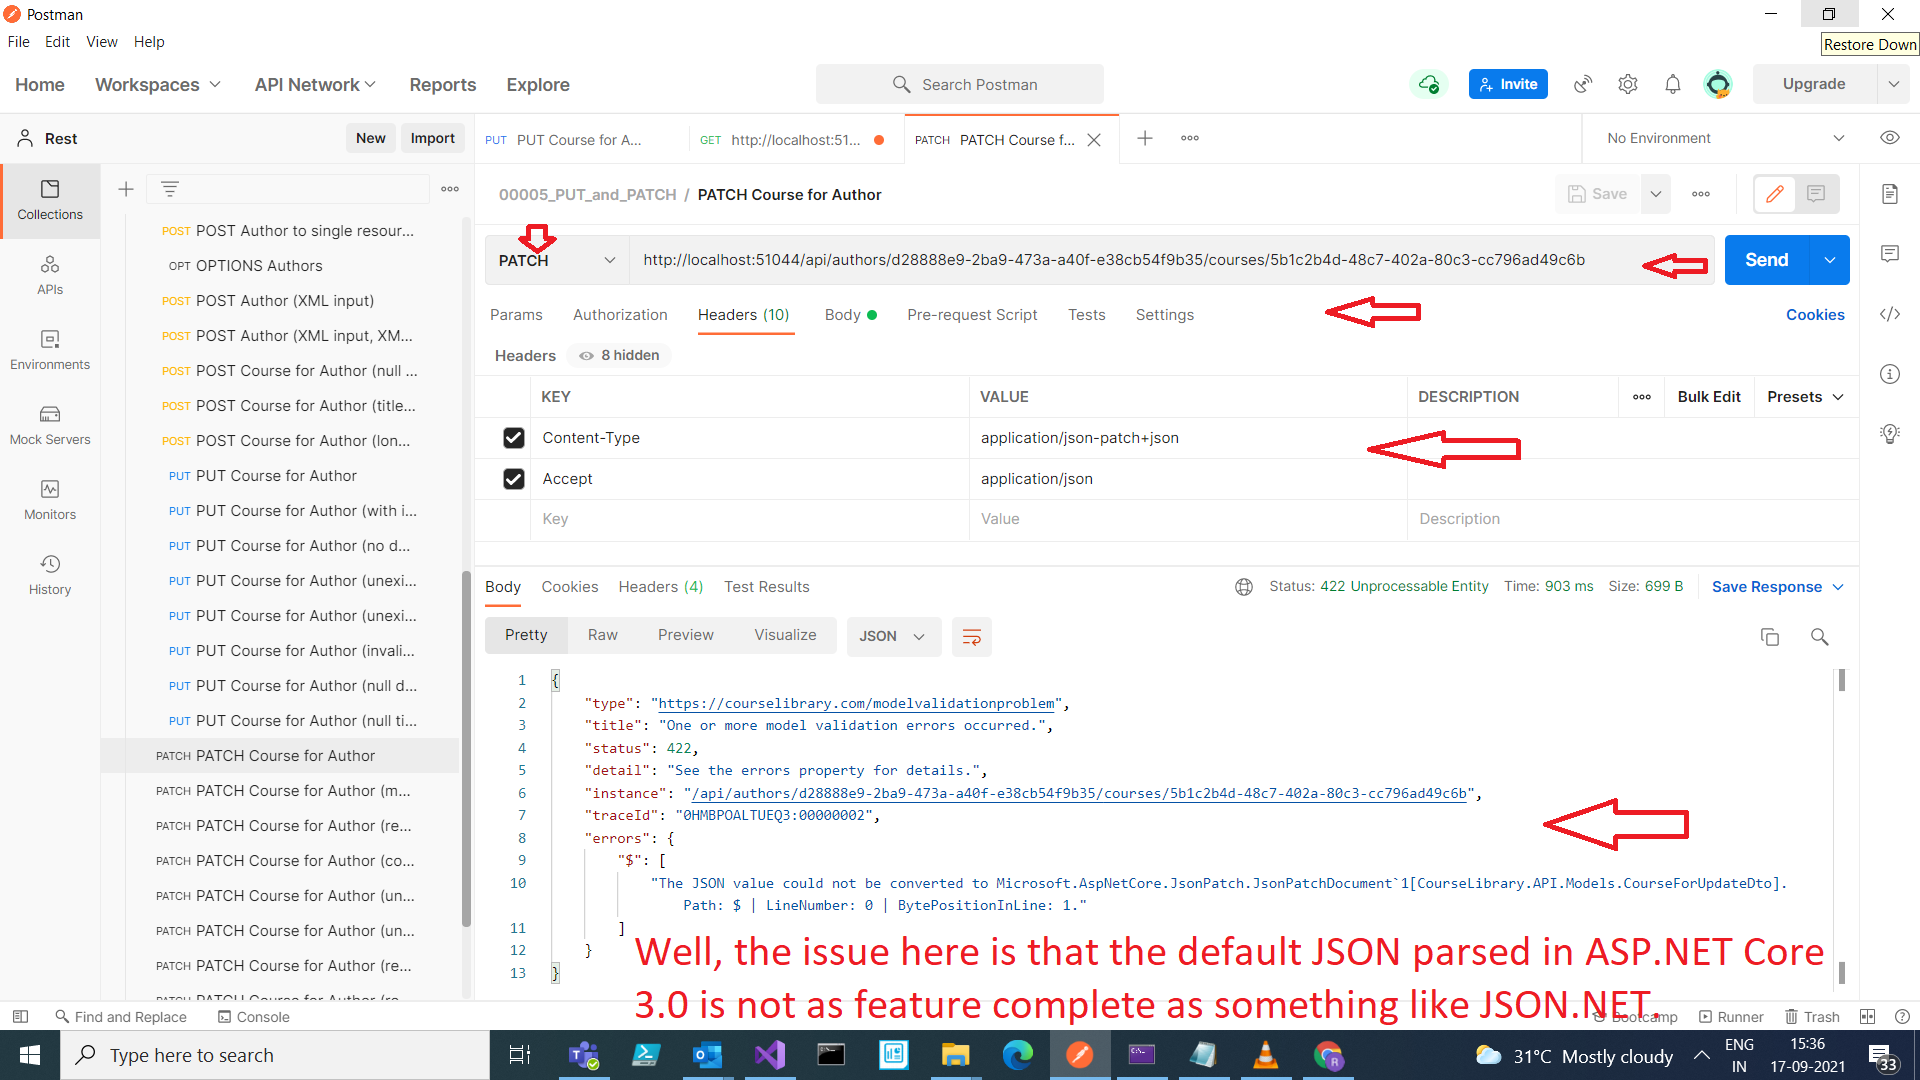 Postman
File Edit View Help
Restore Down
Home Workspaces API Network Reports Explore Search Postman Invite Upgrade
Rest New Import PUT PUT Course for A... GET http://localhost:51... PATCH PATCH Course f... No Environment
Collections
APIs
Environments
Mock Servers
Monitors
History
POST POST Author to single resour...
OPT OPTIONS Authors
POST POST Author (XML input)
POST POST Author (XML input, XM...
POST POST Course for Author (null ...
POST POST Course for Author (title...
POST POST Course for Author (lon...
PUT PUT Course for Author
PUT PUT Course for Author (with i...
PUT PUT Course for Author (no d...
PUT PUT Course for Author (unexi...
PUT PUT Course for Author (unexi...
PUT PUT Course for Author (invali...
PUT PUT Course for Author (null d...
PUT PUT Course for Author (null ti...
PATCH PATCH Course for Author
PATCH PATCH Course for Author (m...
PATCH PATCH Course for Author (re...
PATCH PATCH Course for Author (co...
PATCH PATCH Course for Author (un...
PATCH PATCH Course for Author (un...
PATCH PATCH Course for Author (re...
00005_PUT_and_PATCH / PATCH Course for Author Save
PATCH http://localhost:51044/api/authors/d28888e9-2ba9-473a-a40f-e38cb54f9b35/courses/5b1c2b4d-48c7-402a-80c3-cc796ad49c6b Send
Params Authorization Headers (10) Body Pre-request Script Tests Settings Cookies
Headers 8 hidden
KEY VALUE DESCRIPTION Bulk Edit Presets
Content-Type application/json-patch+json
Accept application/json
Key Value Description
Body Cookies Headers (4) Test Results Status: 422 Unprocessable Entity Time: 903 ms Size: 699 B Save Response
Pretty Raw Preview Visualize JSON
1 {
2 "type": "https://courselibrary.com/modelvalidationproblem",
3 "title": "One or more model validation errors occurred.",
4 "status": 422,
5 "detail": "See the errors property for details.",
6 "instance": "/api/authors/d28888e9-2ba9-473a-a40f-e38cb54f9b35/courses/5b1c2b4d-48c7-402a-80c3-cc796ad49c6b",
7 "traceId": "0HMBPOALTUEQ3:00000002",
8 "errors": {
9 "$": [
10 "The JSON value could not be converted to Microsoft.AspNetCore.JsonPatch.JsonPatchDocument`1[CourseLibrary.API.Models.CourseForUpdateDto].
Path: $ | LineNumber: 0 | BytePositionInLine: 1."
11 ]
12 }
13 }
Well, the issue here is that the default JSON parsed in ASP.NET Core
3.0 is not as feature complete as something like JSON.NET.
Find and Replace Console Bootcamp Runner Trash
Type here to search 31°C Mostly cloudy ENG IN 15:36 17-09-2021 33